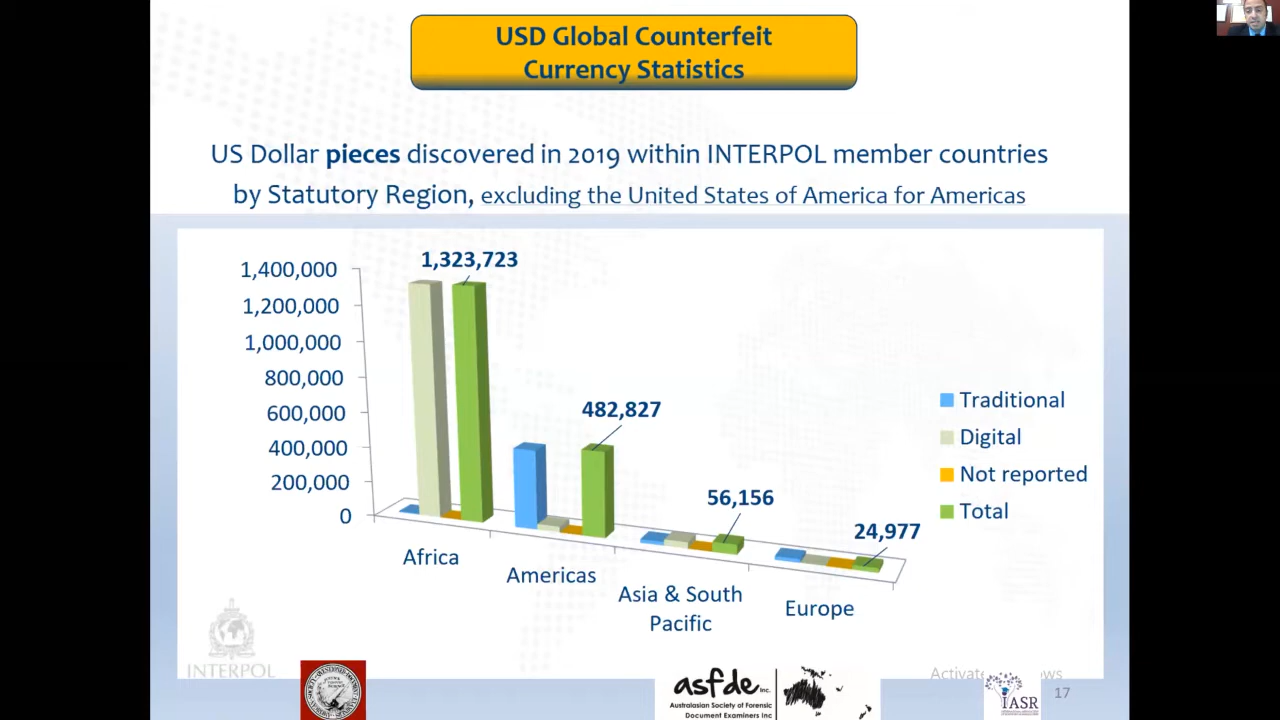 USD Global Counterfeit
Currency Statistics
US Dollar pieces discovered in 2019 within INTERPOL member countries
by Statutory Region, excluding the United States of America for Americas
1,400,000
1,200,000
1,000,000
800,000
600,000
400,000
200,000
0
1,323,723
482,827
56,156
24,977
Africa
Americas
Asia & South
Pacific
Europe
Traditional
Digital
Not reported
Total
INTERPOL
asfde Inc.
Australasian Society of Forensic
Document Examiners Inc
IASR
17